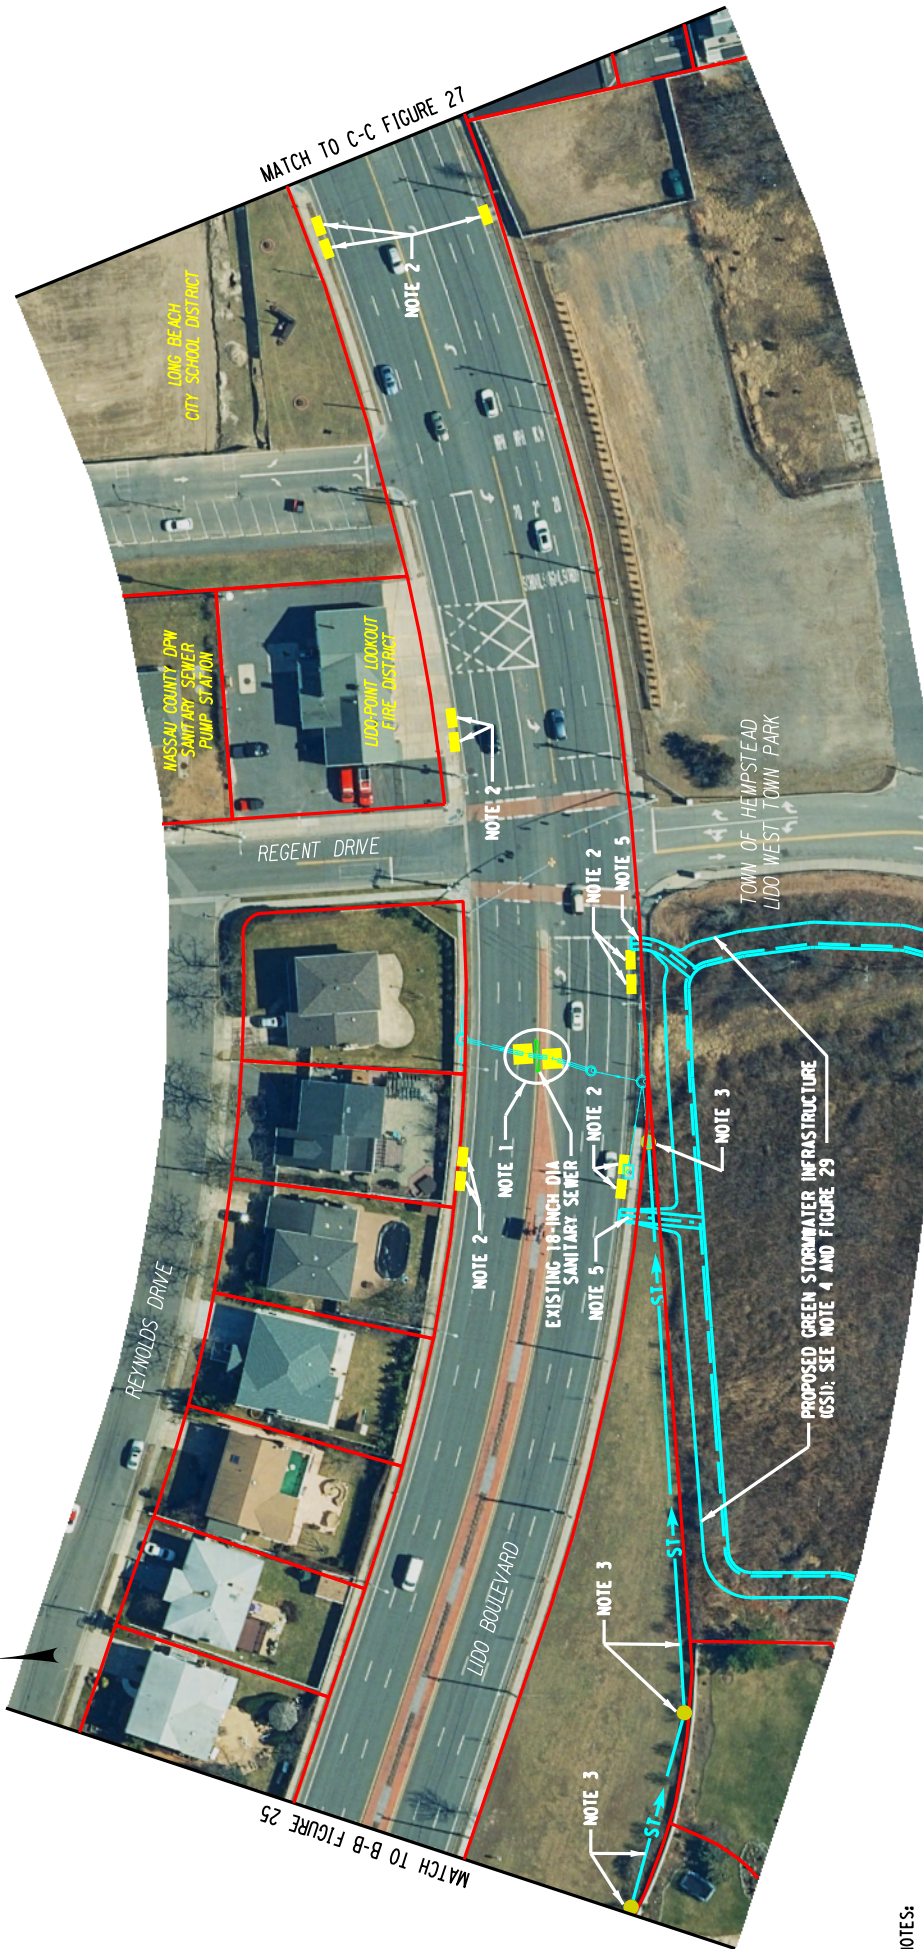 MATCH TO C-C FIGURE 27
LONG BEACH
CITY SCHOOL DISTRICT
NOTE 2
NASSAU COUNTY DPW
SANITARY SEWER
PUMP STATION
LIDO-POINT LOOKOUT
FIRE DISTRICT
NOTE 2
REGENT DRIVE
TOWN OF HEMPSTEAD
LIDO WEST TOWN PARK
NOTE 2
NOTE 5
NOTE 1
EXISTING 18-INCH DIA
SANITARY SEWER
NOTE 2
NOTE 3
NOTE 2
NOTE 5
PROPOSED GREEN STORMWATER INFRASTRUCTURE
(GSI): SEE NOTE 4 AND FIGURE 29
REYNOLDS DRIVE
ST
ST
LIDO BOULEVARD
NOTE 3
NOTE 3
ST
MATCH TO B-B FIGURE 25
OTES: